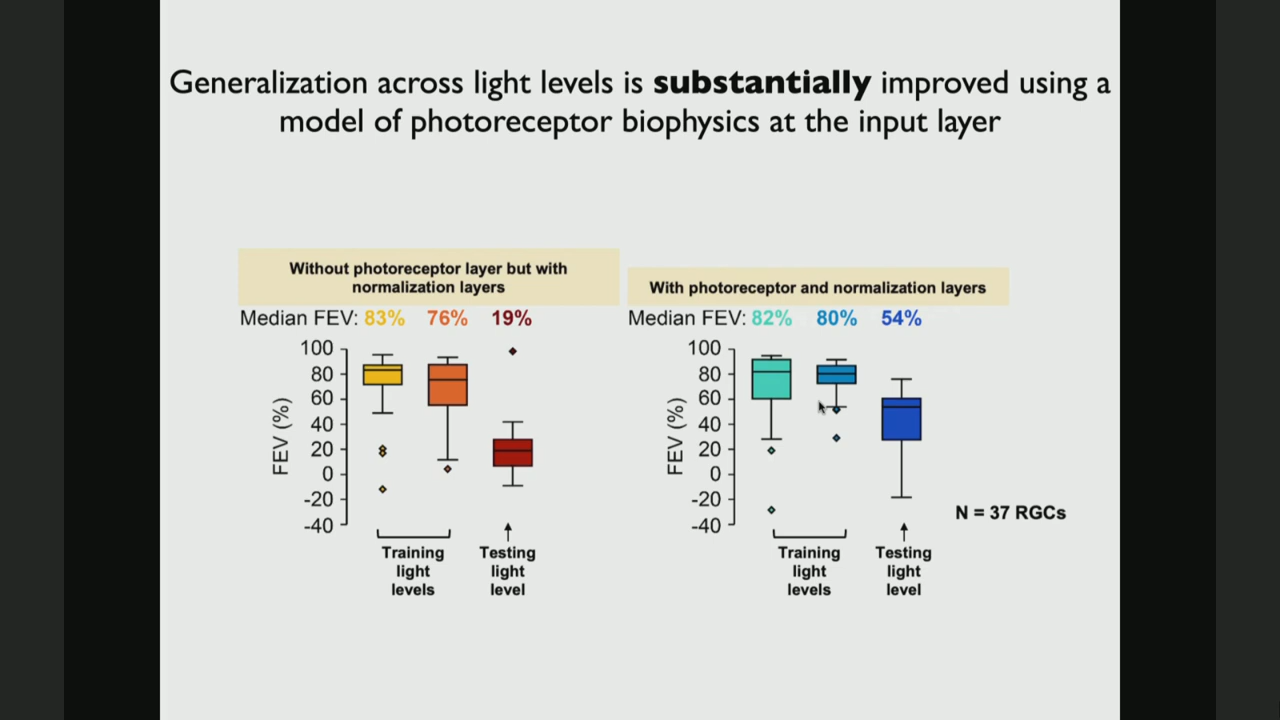 Generalization across light levels is substantially improved using a
model of photoreceptor biophysics at the input layer
Without photoreceptor layer but with
normalization layers
Median FEV: 83% 76% 19%
100
80
60
40
20
0
-20
-40
FEV (%)
Training
light
levels
Testing
light
level
With photoreceptor and normalization layers
Median FEV: 82% 80% 54%
100
80
60
40
20
0
-20
-40
FEV (%)
Training
light
levels
Testing
light
level
N = 37 RGCs